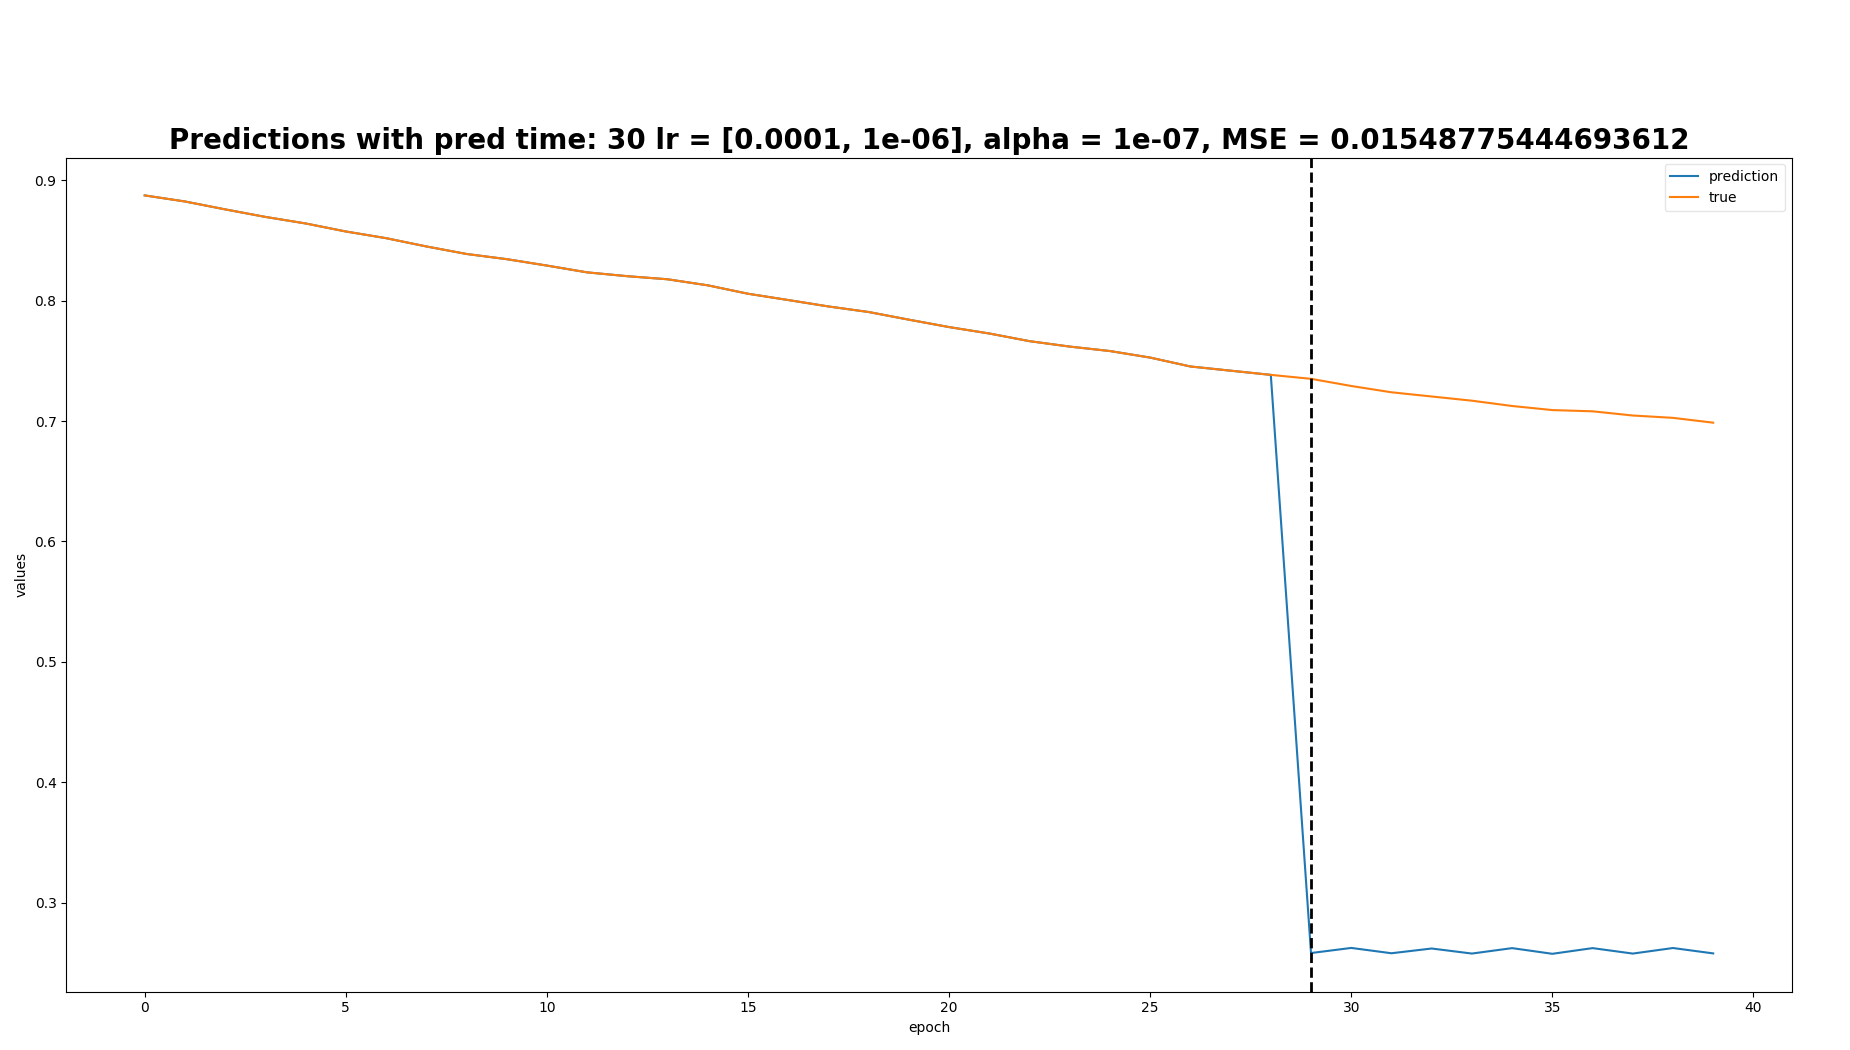 Predictions with pred time: 30 lr = [0.0001, 1e-06], alpha = 1e-07, MSE = 0.01548775444693612
prediction
true
0.9
0.8
0.7
0.6
0.5
0.4
0.3
values
0 5 10 15 20 25 30 35 40
epoch